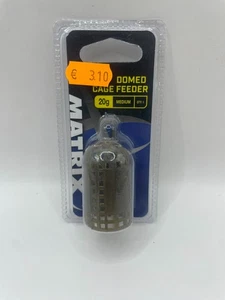 € 3.10
DOMED
CAGE FEEDER
20g MEDIUM
MATRIX